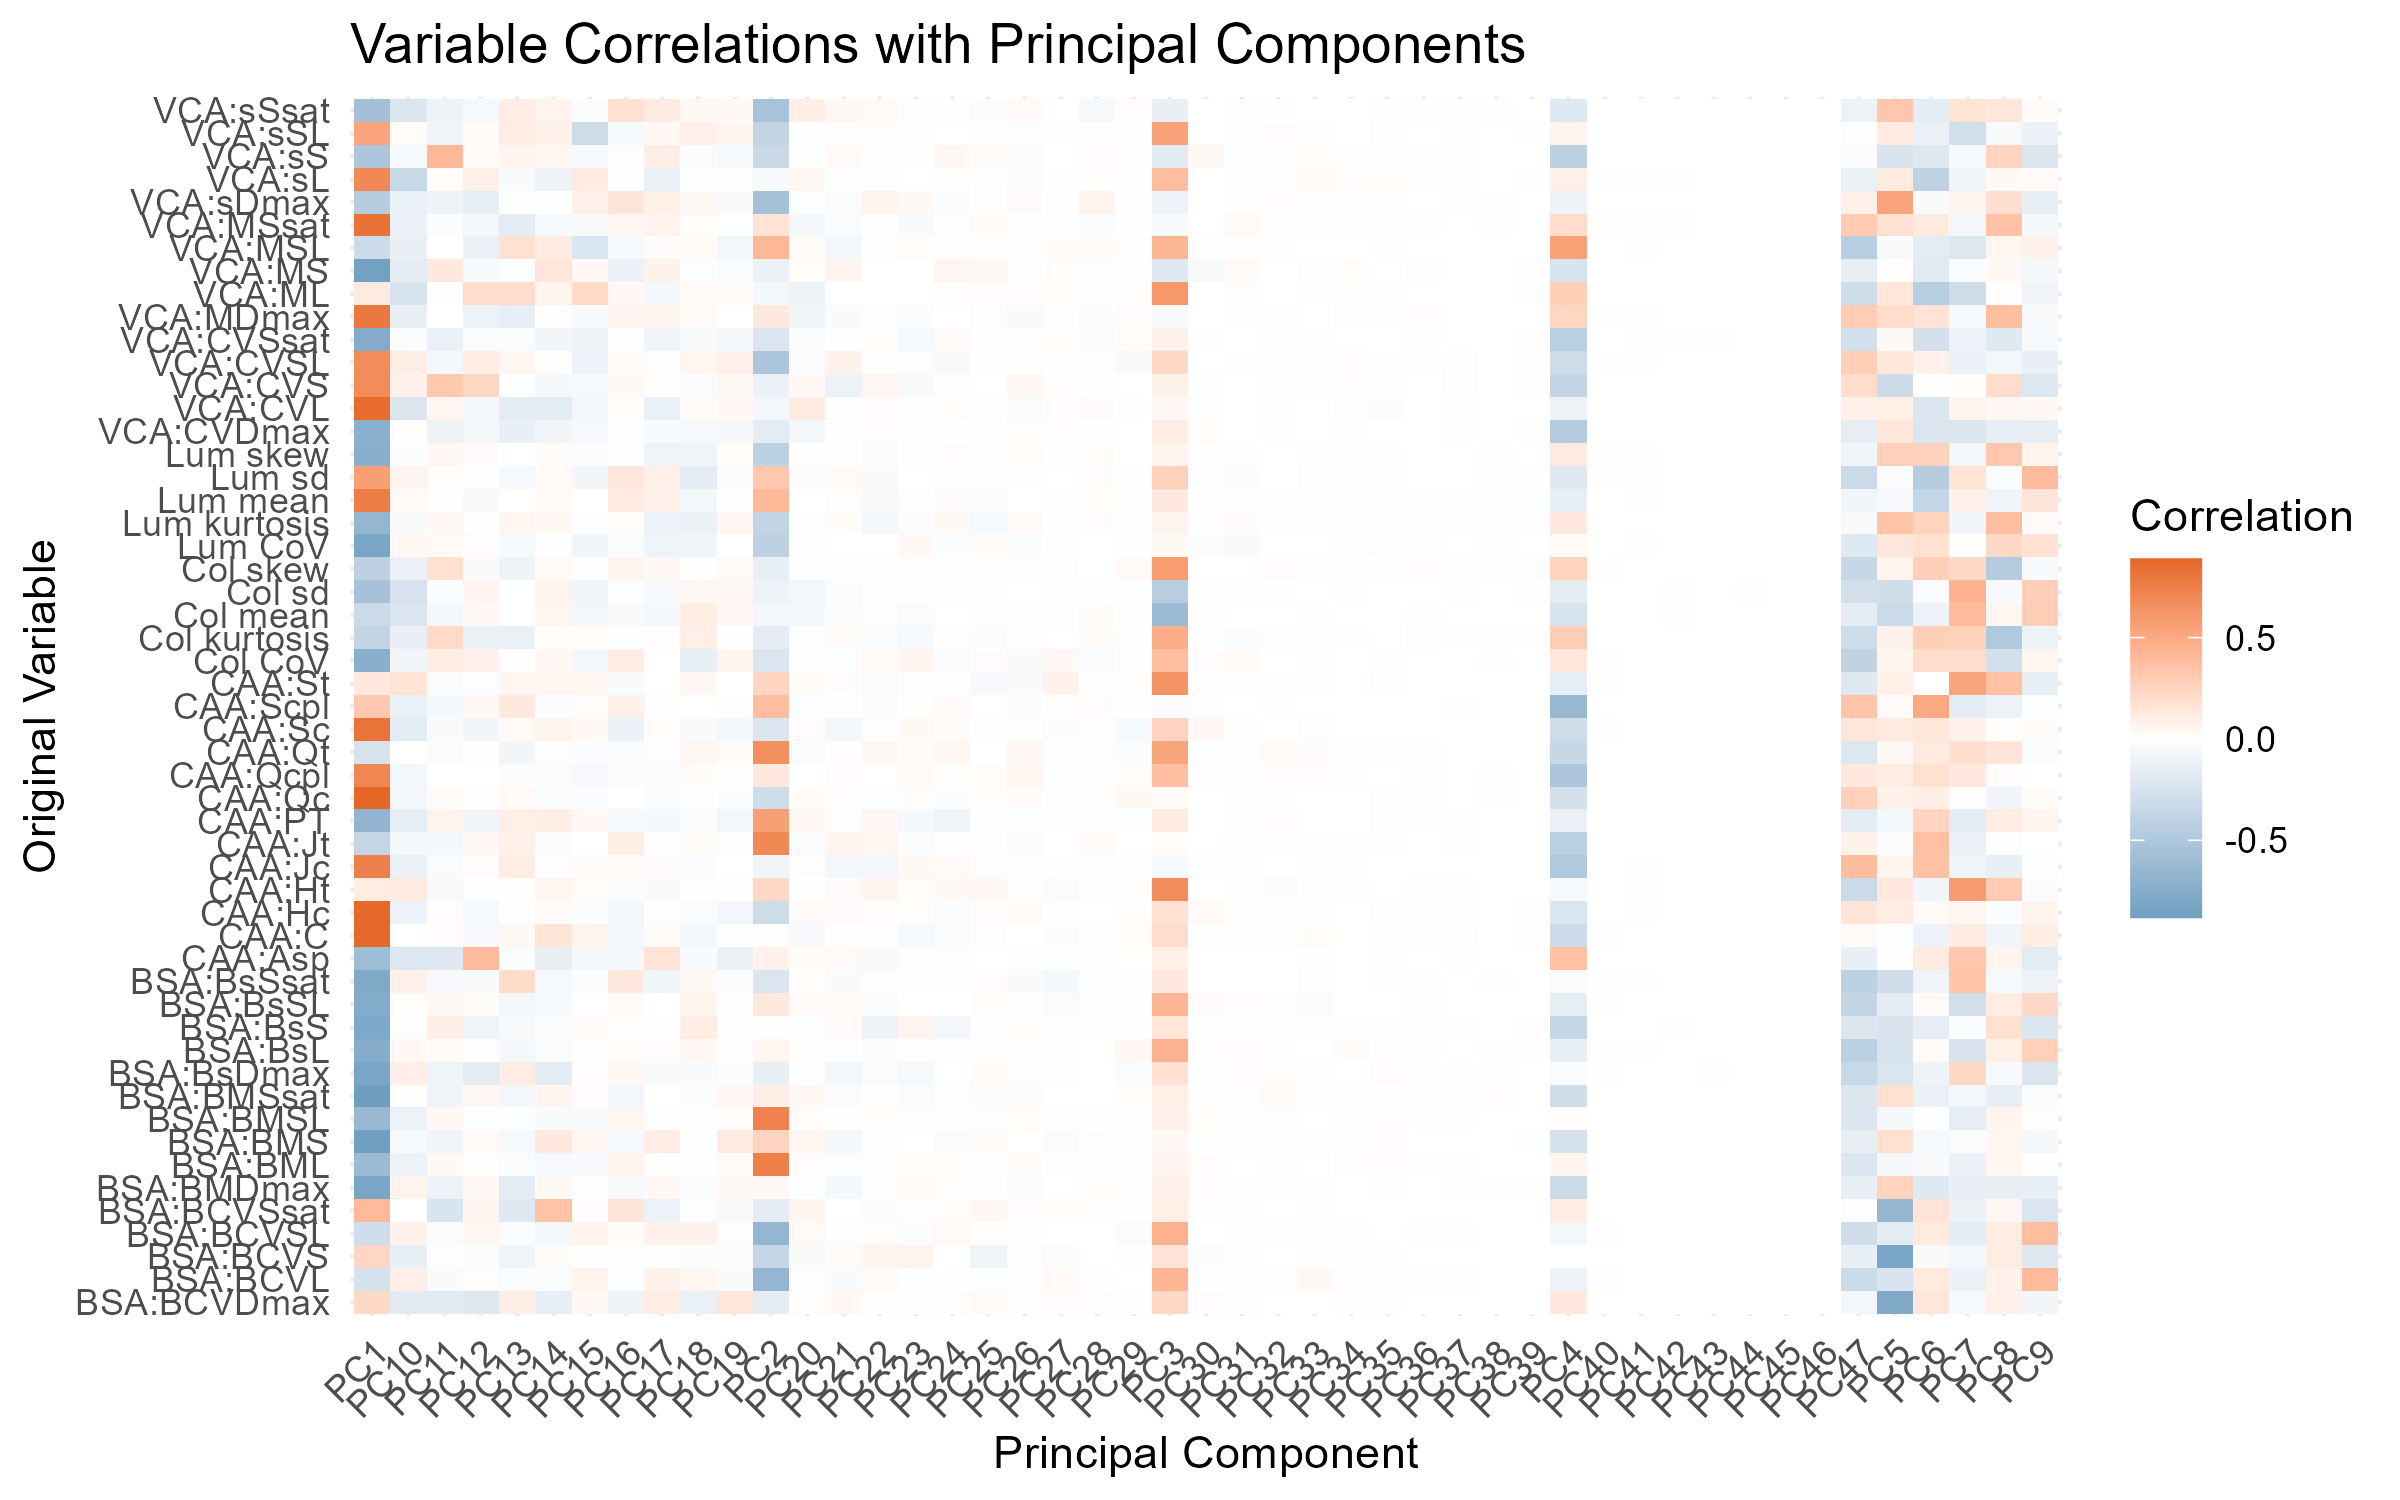 Variable Correlations with Principal Components
Original Variable
VCA:sSsat
VCA:sSL
VCA:sS
VCA:sL
VCA:sDmax
VCA:MSsat
VCA:MSL
VCA:MS
VCA:ML
VCA:MDmax
VCA:CVSsat
VCA:CVSL
VCA:CVS
VCA:CVL
VCA:CVDmax
Lum skew
Lum sd
Lum mean
Lum kurtosis
Lum CoV
Col skew
Col sd
Col mean
Col kurtosis
Col CoV
CAA:St
CAA:Scpl
CAA:Sc
CAA:Qt
CAA:Qcpl
CAA:Qc
CAA:PT
CAA:Jt
CAA:Jc
CAA:Ht
CAA:Hc
CAA:C
CAA:Asp
BSA:BsSsat
BSA:BsSL
BSA:BsS
BSA:BsL
BSA:BsDmax
BSA:BMSsat
BSA:BMSL
BSA:BMS
BSA:BML
BSA:BMDmax
BSA:BCVSsat
BSA:BCVSL
BSA:BCVS
BSA:BCVL
BSA:BCVDmax
PC1
PC10
PC11
PC12
PC13
PC14
PC15
PC16
PC17
PC18
PC19
PC2
PC20
PC21
PC22
PC23
PC24
PC25
PC26
PC27
PC28
PC29
PC3
PC30
PC31
PC32
PC33
PC34
PC35
PC36
PC37
PC38
PC39
PC4
PC40
PC41
PC42
PC43
PC44
PC45
PC46
PC47
PC5
PC6
PC7
PC8
PC9
Principal Component
Correlation
0.5
0.0
-0.5